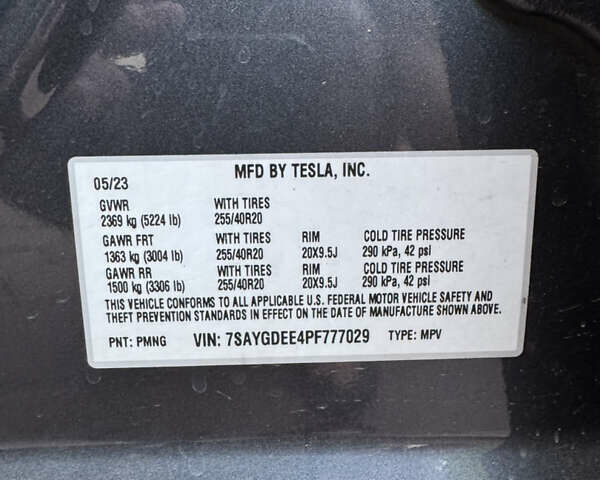 MFD BY TESLA, INC.
05/23
GVWR WITH TIRES
2369 kg (5224 lb) 255/40R20
GAWR FRT WITH TIRES RIM COLD TIRE PRESSURE
1363 kg (3004 lb) 255/40R20 20X9.5J 290 kPa, 42 psi
GAWR RR WITH TIRES RIM COLD TIRE PRESSURE
1500 kg (3306 lb) 255/40R20 20X9.5J 290 kPa, 42 psi
THIS VEHICLE CONFORMS TO ALL APPLICABLE U.S. FEDERAL MOTOR VEHICLE SAFETY AND
THEFT PREVENTION STANDARDS IN EFFECT ON THE DATE OF MANUFACTURE SHOWN ABOVE.
PNT: PMNG VIN: 7SAYGDEE4PF777029 TYPE: MPV